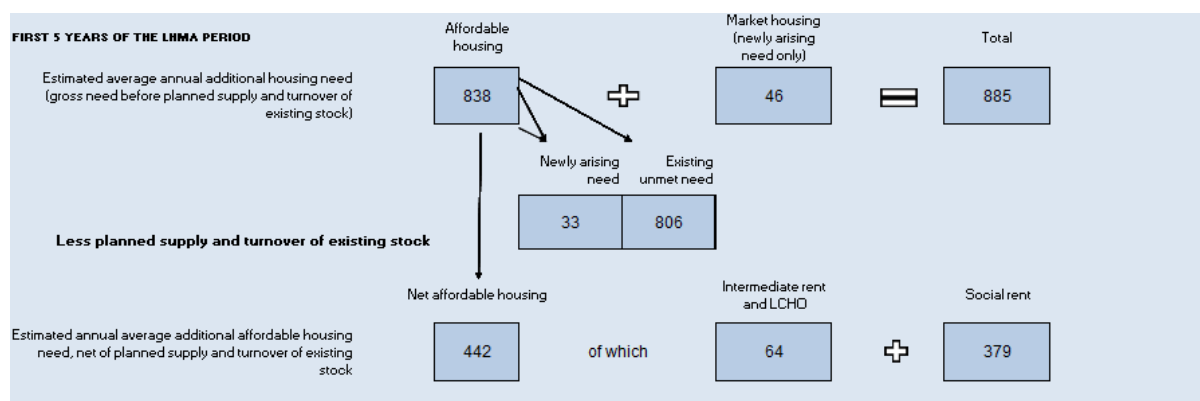 FIRST 5 YEARS OF THE LHMA PERIOD
Affordable
housing
Market housing
(newly arising
need only)
Total
Estimated average annual additional housing need
(gross need before planned supply and turnover of
existing stock)
838
46
885
Newly arising
need
Existing
unmet need
33
806
Less planned supply and turnover of existing stock
Net affordable housing
Intermediate rent
and LCHO
Social rent
Estimated annual average additional affordable housing
need, net of planned supply and turnover of existing
stock
442
of which
64
379